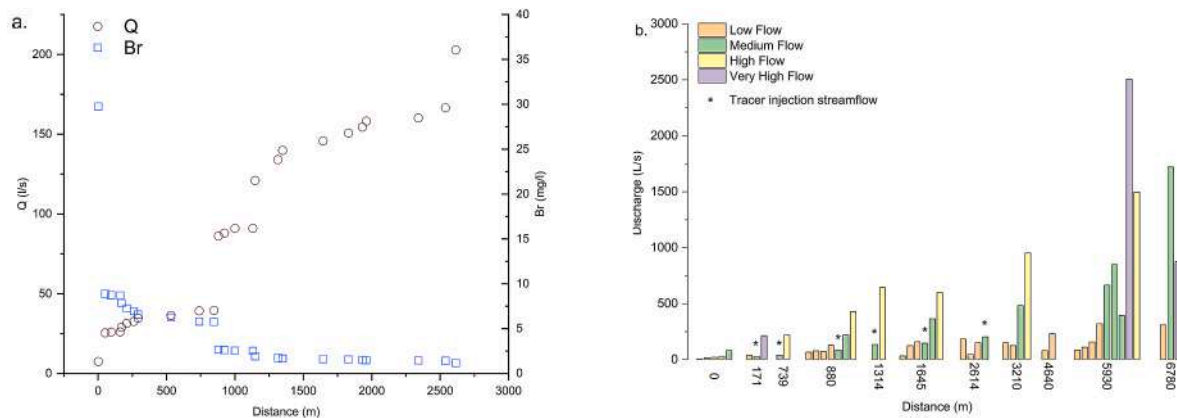 a.
Q
Br
200
150
100
50
0
Q (l/s)
40
35
30
25
20
15
10
5
0
Br (mg/l)
0
500
1000
1500
2000
2500
Distance (m)
b.
Low Flow
Medium Flow
High Flow
Very High Flow
* Tracer injection streamflow
3000
2500
2000
1500
1000
500
0
Discharge (L/s)
* * * * * *
0
171
739
880
1314
1645
2614
3210
4640
5930
6780
Distance (m)